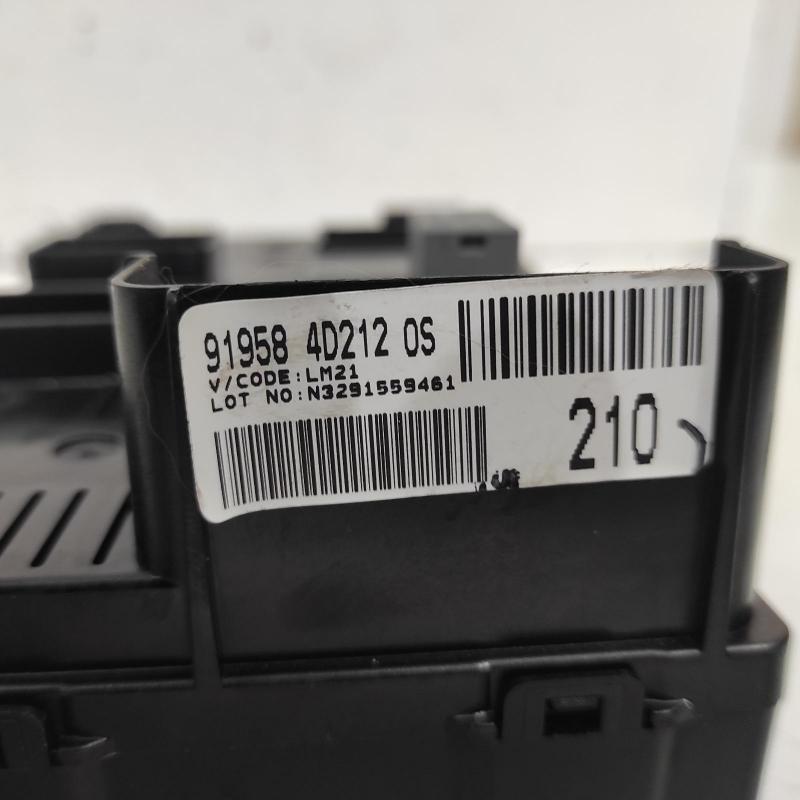 91958 4D212 0S
V/CODE:LM21
LOT NO:N3291559461
210